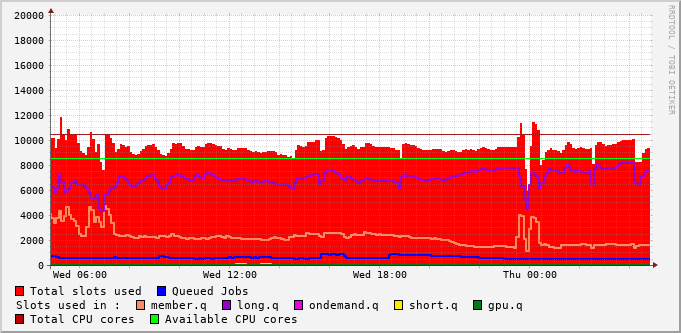 20000
18000
16000
14000
12000
10000
8000
6000
4000
2000
0
Wed 06:00 Wed 12:00 Wed 18:00 Thu 00:00
RRDTOOL / TOBI OETIKER
Total slots used Queued Jobs
Slots used in : member.q long.q ondemand.q short.q gpu.q
Total CPU cores Available CPU cores